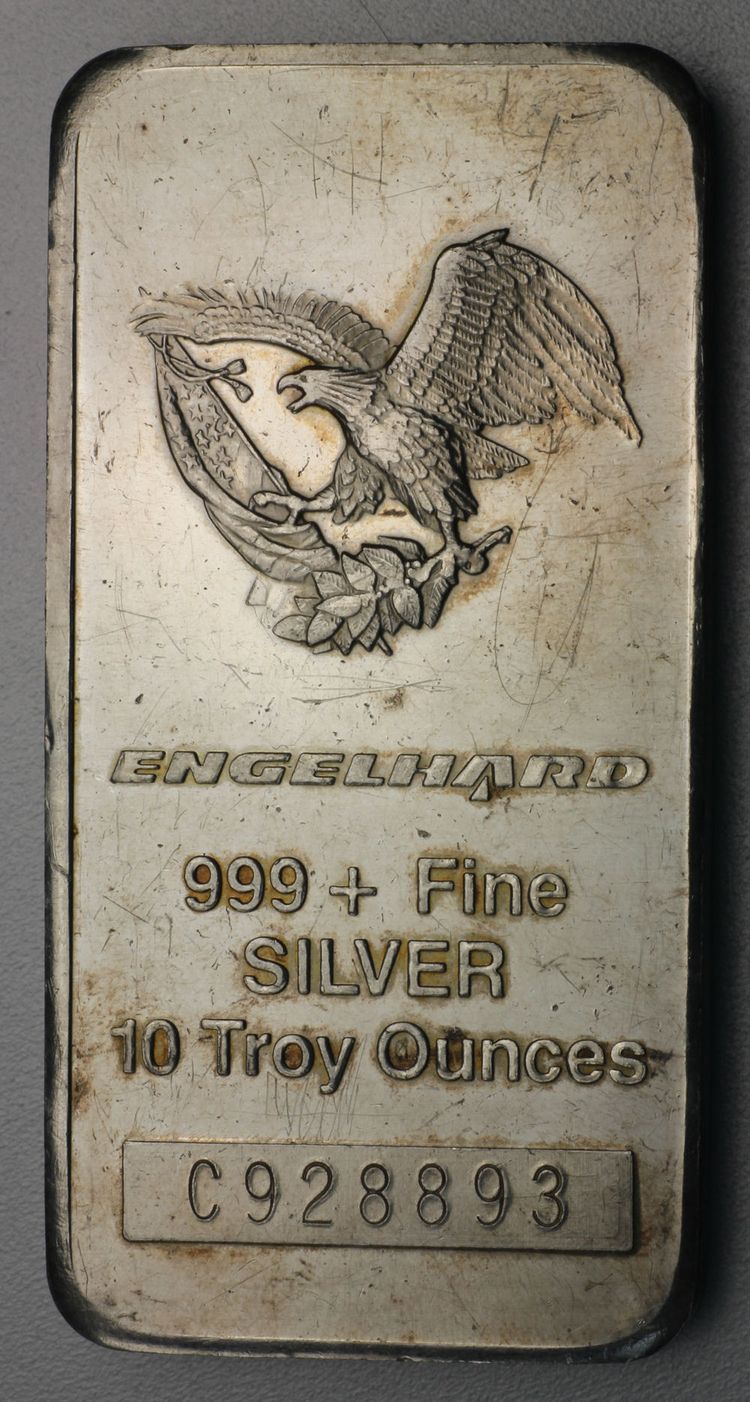 ENGELHARD
999 + Fine
SILVER
10 Troy Ounces
C928893